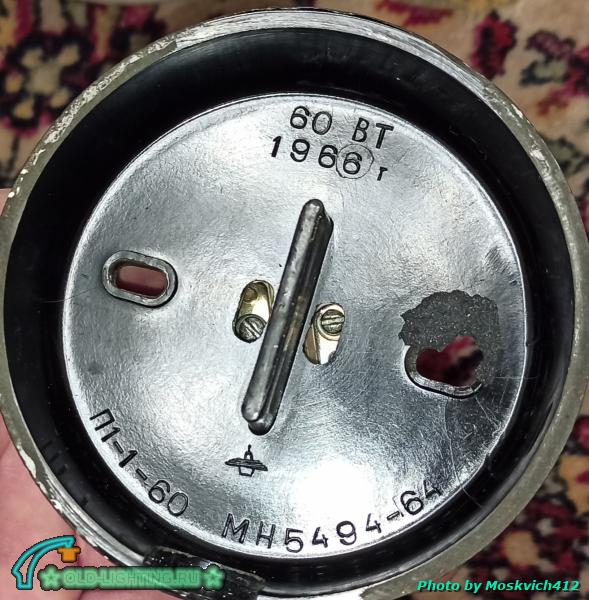 60 ВТ
1966 г
П1-1-60 МН5494-64
★OLD-LIGHTING.RU★
Photo by Moskvich412